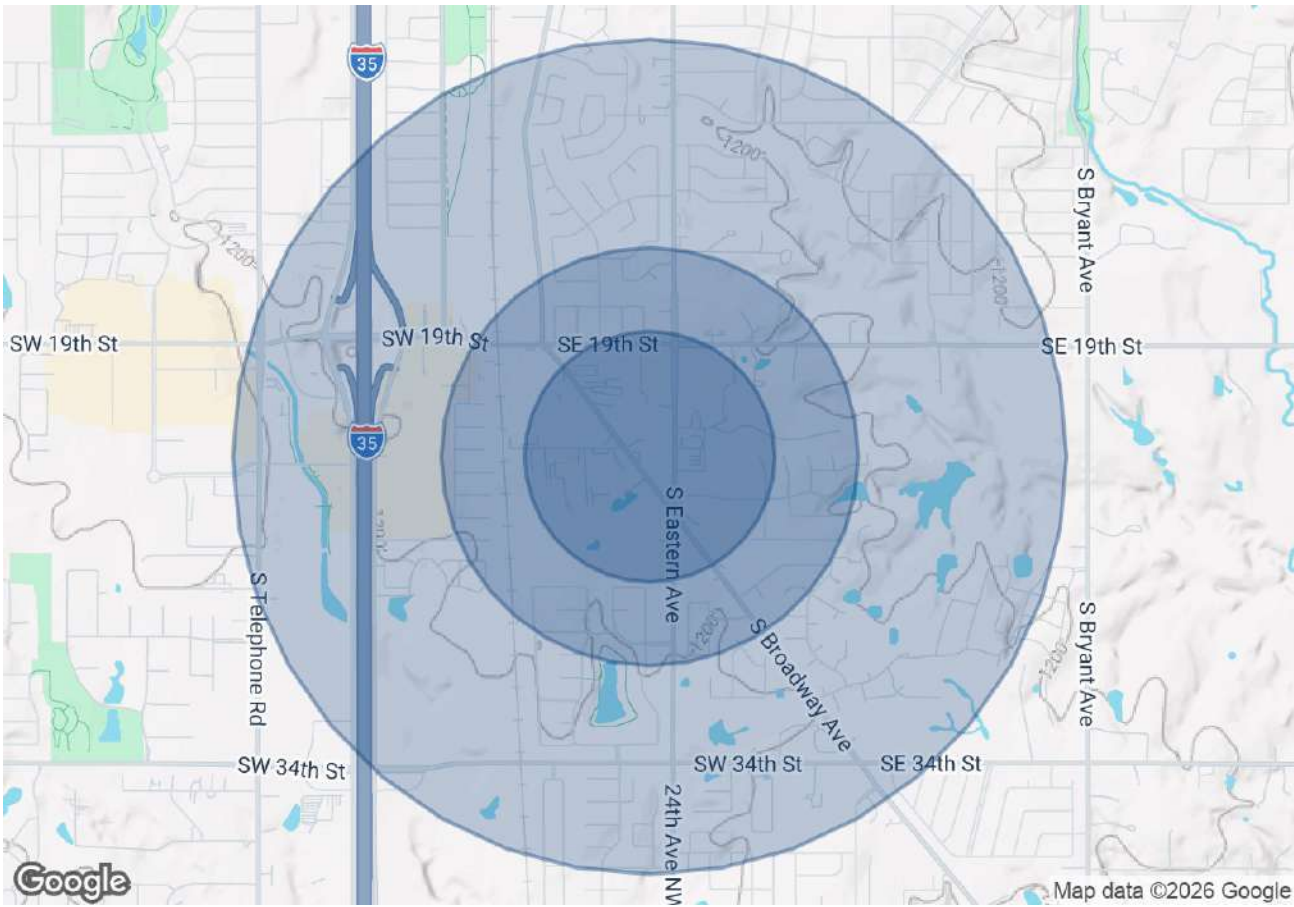 35
1200'
S Bryant Ave
1200'
1200'
SW 19th St
SW 19th St
SE 19th St
SE 19th St
35
S Eastern Ave
1200'
S Telephone Rd
1200'
S Broadway Ave
S Bryant Ave
1200'
SW 34th St
SW 34th St
SE 34th St
24th Ave NW
Google
Map data ©2026 Google